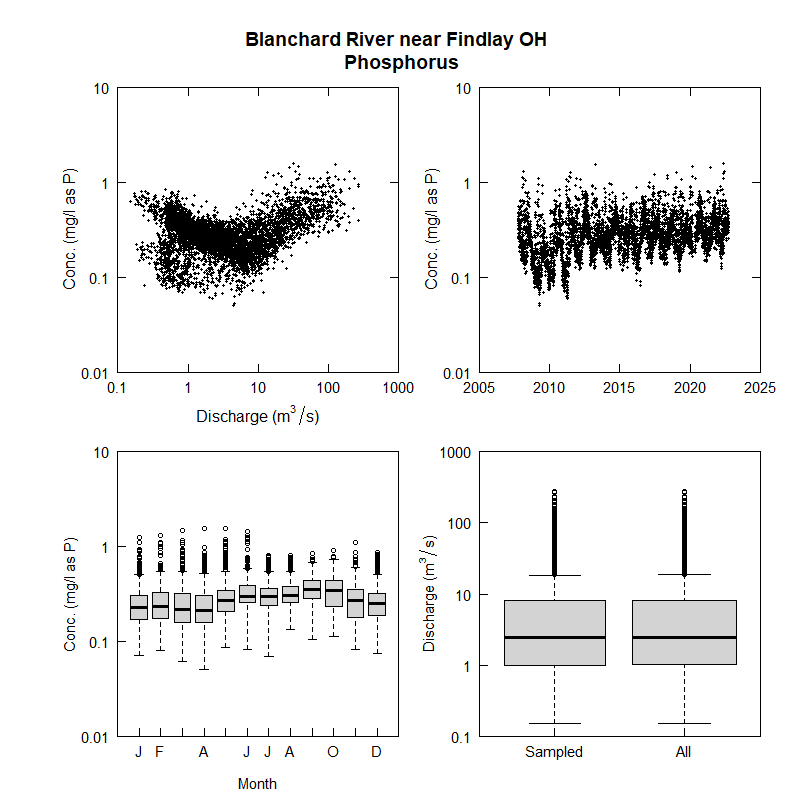 Blanchard River near Findlay OH
Phosphorus
10
1
0.1
0.01
Conc. (mg/l as P)
0.1 1 10 100 1000
Discharge (m³/s)
10
1
0.1
0.01
Conc. (mg/l as P)
2005 2010 2015 2020 2025
10
1
0.1
0.01
Conc. (mg/l as P)
J F A J J A O D
Month
1000
100
10
1
0.1
Discharge (m³/s)
Sampled All